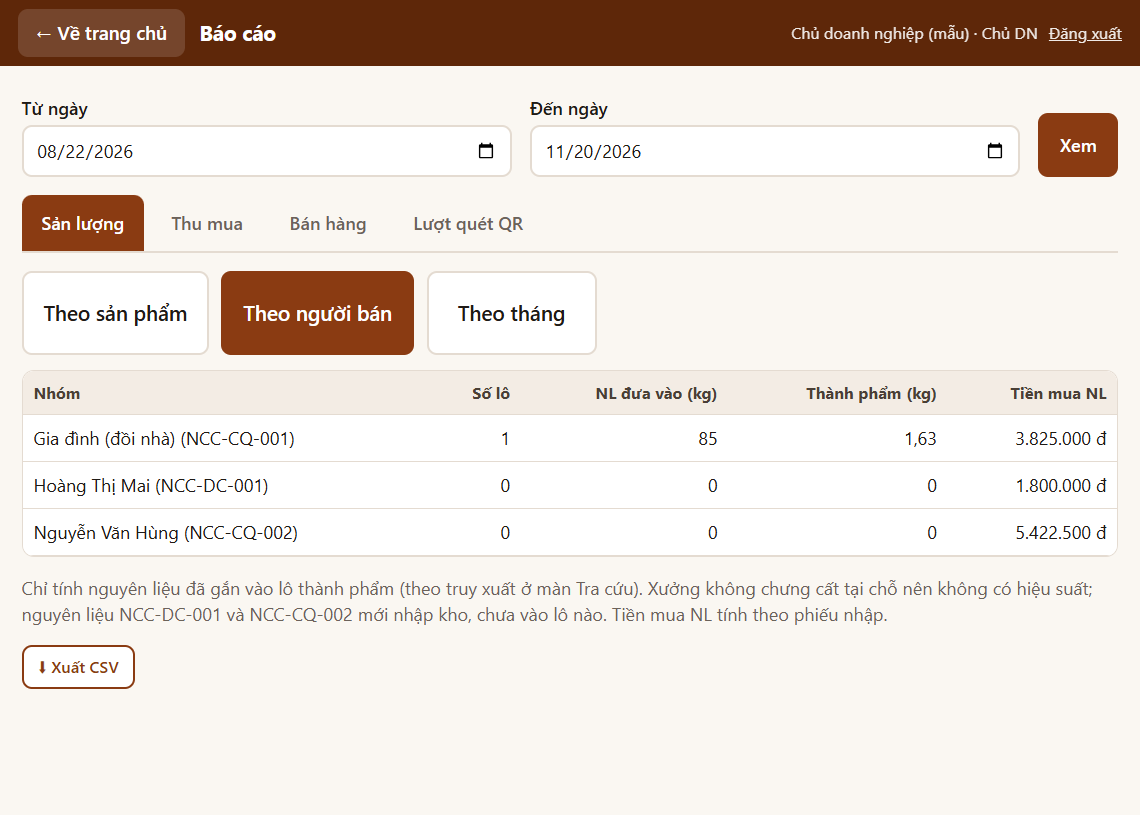 ← Về trang chủ Báo cáo Chủ doanh nghiệp (mẫu) · Chủ DN Đăng xuất
Từ ngày Đến ngày
08/22/2026 11/20/2026 Xem
Sản lượng Thu mua Bán hàng Lượt quét QR
Theo sản phẩm Theo người bán Theo tháng
Nhóm Số lô NL đưa vào (kg) Thành phẩm (kg) Tiền mua NL
Gia đình (đồi nhà) (NCC-CQ-001) 1 85 1,63 3.825.000 đ
Hoàng Thị Mai (NCC-DC-001) 0 0 0 1.800.000 đ
Nguyễn Văn Hùng (NCC-CQ-002) 0 0 0 5.422.500 đ
Chỉ tính nguyên liệu đã gắn vào lô thành phẩm (theo truy xuất ở màn Tra cứu). Xưởng không chưng cất tại chỗ nên không có hiệu suất;
nguyên liệu NCC-DC-001 và NCC-CQ-002 mới nhập kho, chưa vào lô nào. Tiền mua NL tính theo phiếu nhập.
⬇ Xuất CSV